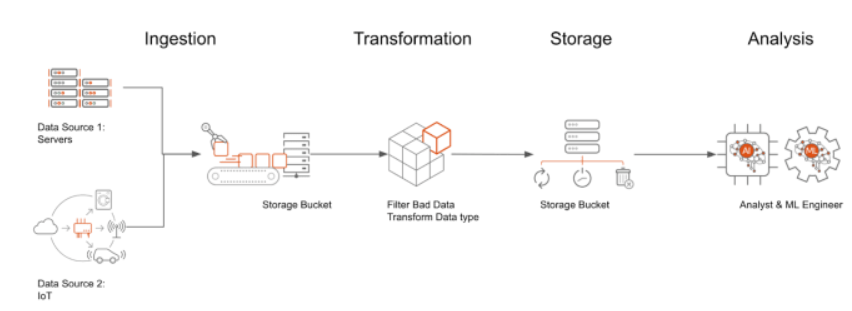 Ingestion
Transformation
Storage
Analysis
Data Source 1:
Servers
Storage Bucket
Filter Bad Data
Transform Data type
Storage Bucket
AI
ML
Analyst & ML Engineer
Data Source 2:
IoT